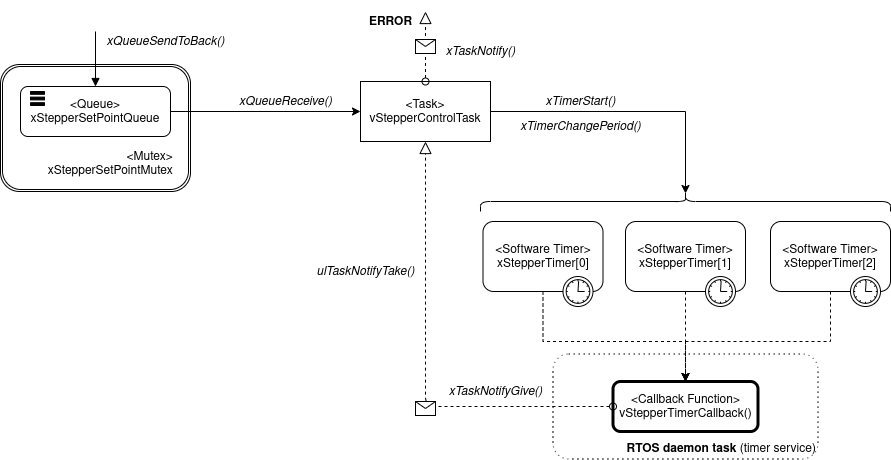 ERROR
xQueueSendToBack()
xTaskNotify()
<Queue>
xStepperSetPointQueue
<Mutex>
xStepperSetPointMutex
xQueueReceive()
<Task>
vStepperControlTask
xTimerStart()
xTimerChangePeriod()
<Software Timer>
xStepperTimer[0]
<Software Timer>
xStepperTimer[1]
<Software Timer>
xStepperTimer[2]
ulTaskNotifyTake()
xTaskNotifyGive()
<Callback Function>
vStepperTimerCallback()
RTOS daemon task (timer service)